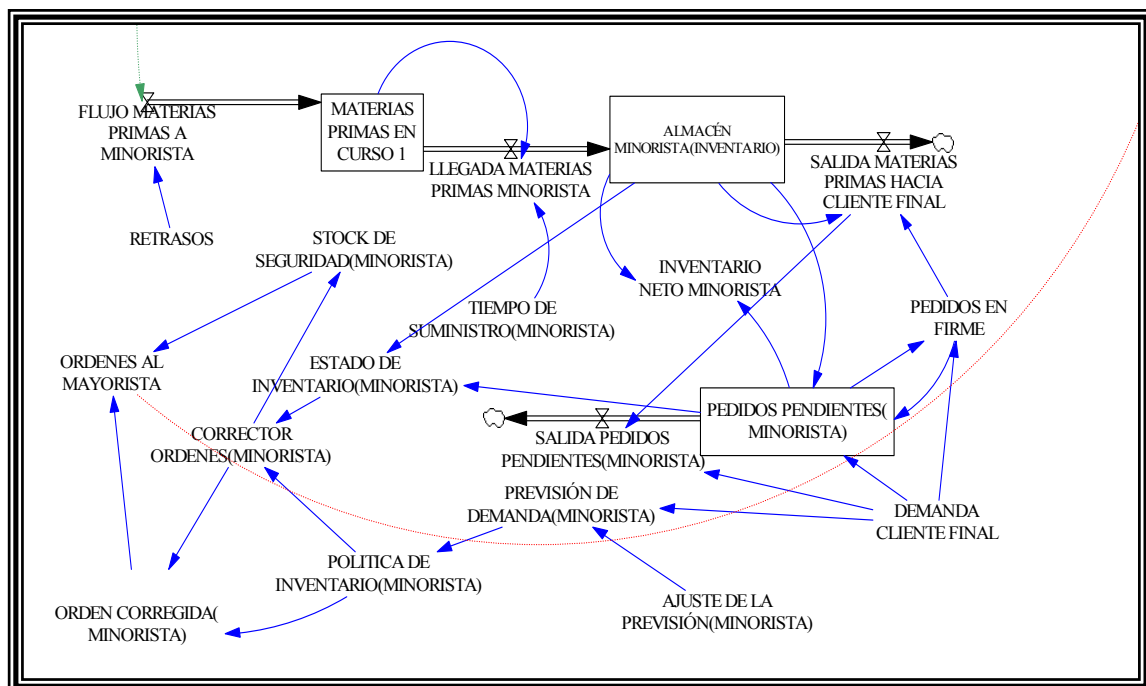 FLUJO MATERIAS
PRIMAS A
MINORISTA
MATERIAS
PRIMAS EN
CURSO 1
LLEGADA MATERIAS
PRIMAS MINORISTA
ALMACÉN
MINORISTA(INVENTARIO)
SALIDA MATERIAS
PRIMAS HACIA
CLIENTE FINAL
RETRASOS
STOCK DE
SEGURIDAD(MINORISTA)
INVENTARIO
NETO MINORISTA
TIEMPO DE
SUMINISTRO(MINORISTA)
PEDIDOS EN
FIRME
ORDENES AL
MAYORISTA
ESTADO DE
INVENTARIO(MINORISTA)
PEDIDOS PENDIENTES(
MINORISTA)
CORRECTOR
ORDENES(MINORISTA)
SALIDA PEDIDOS
PENDIENTES(MINORISTA)
PREVISIÓN DE
DEMANDA(MINORISTA)
DEMANDA
CLIENTE FINAL
POLITICA DE
INVENTARIO(MINORISTA)
ORDEN CORREGIDA(
MINORISTA)
AJUSTE DE LA
PREVISIÓN(MINORISTA)